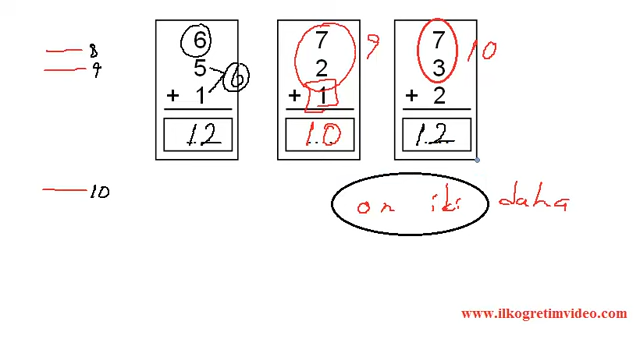 6 7 7
8 9 10
5 6 2 3
9
+ 1 + 1 + 2
12 10 12
10
on iki daha
www.ilkogretimvideo.com